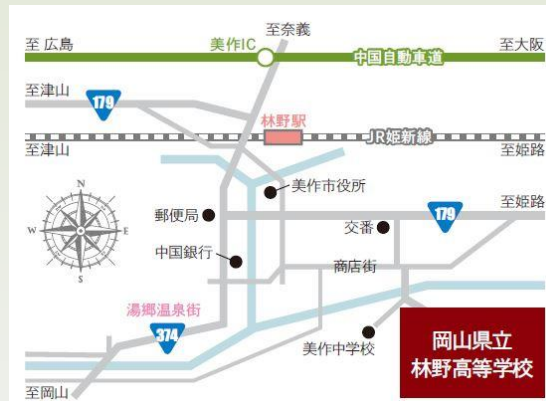 至奈義
至 広島
美作IC
中国自動車道
至大阪
至津山
179
林野駅
JR姫新線
至津山
至姫路
美作市役所
N
W
E
S
郵便局
交番
179
至姫路
中国銀行
商店街
湯郷温泉街
374
美作中学校
岡山県立
林野高等学校
至岡山